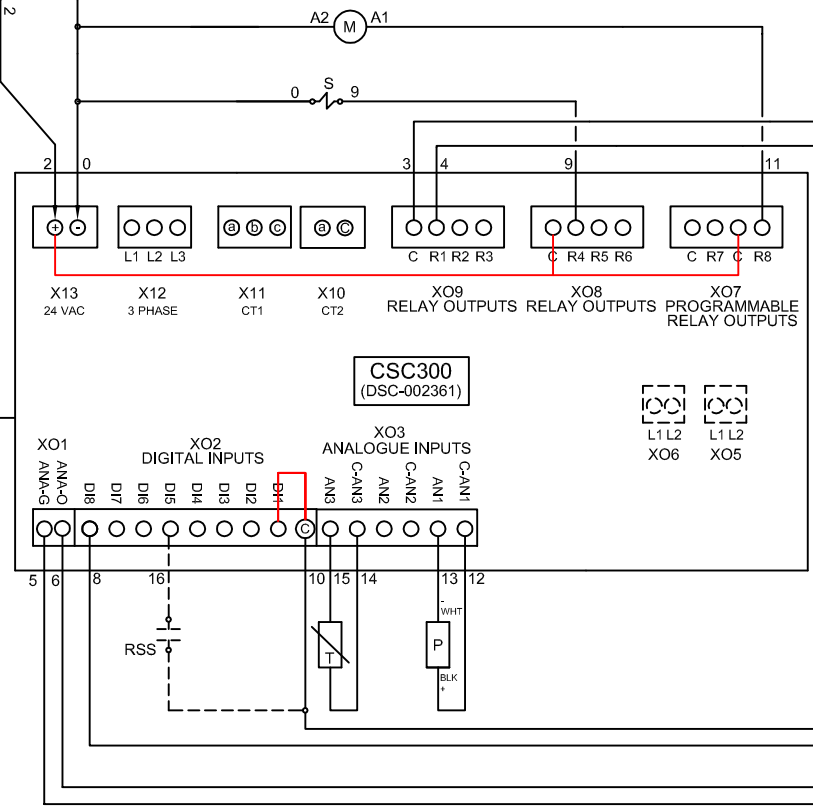 2
A2 M A1
0 S 9
2 0 3 4 9 11
+ -
a b c a C
L1 L2 L3
C R1 R2 R3
C R4 R5 R6
C R7 C R8
X13
24 VAC
X12
3 PHASE
X11
CT1
X10
CT2
XO9
RELAY OUTPUTS
XO8
RELAY OUTPUTS
XO7
PROGRAMMABLE
RELAY OUTPUTS
CSC300
(DSC-002361)
L1 L2
XO6
L1 L2
XO5
XO1
XO2
DIGITAL INPUTS
XO3
ANALOGUE INPUTS
ANA-G
ANA-O
DI8
DI7
DI6
DI5
DI4
DI3
DI2
DI1
C
AN3
C-AN3
AN2
C-AN2
AN1
C-AN1
5 6 8 16 10 15 14 13 12
-
WHT
RSS
T
P
BLK
+